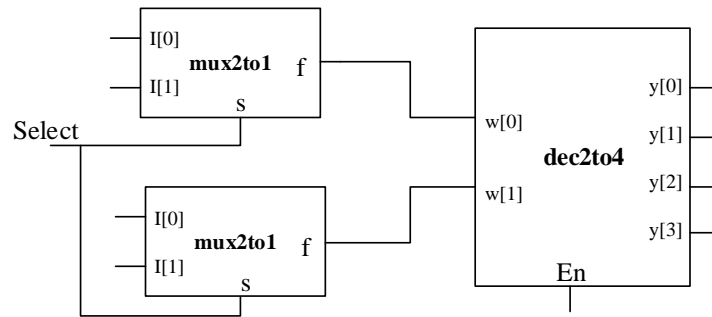 I[0]
mux2to1 f
I[1]
s
Select
y[0]
w[0]
y[1]
dec2to4
w[1]
y[2]
y[3]
I[0]
mux2to1 f
I[1]
s
En